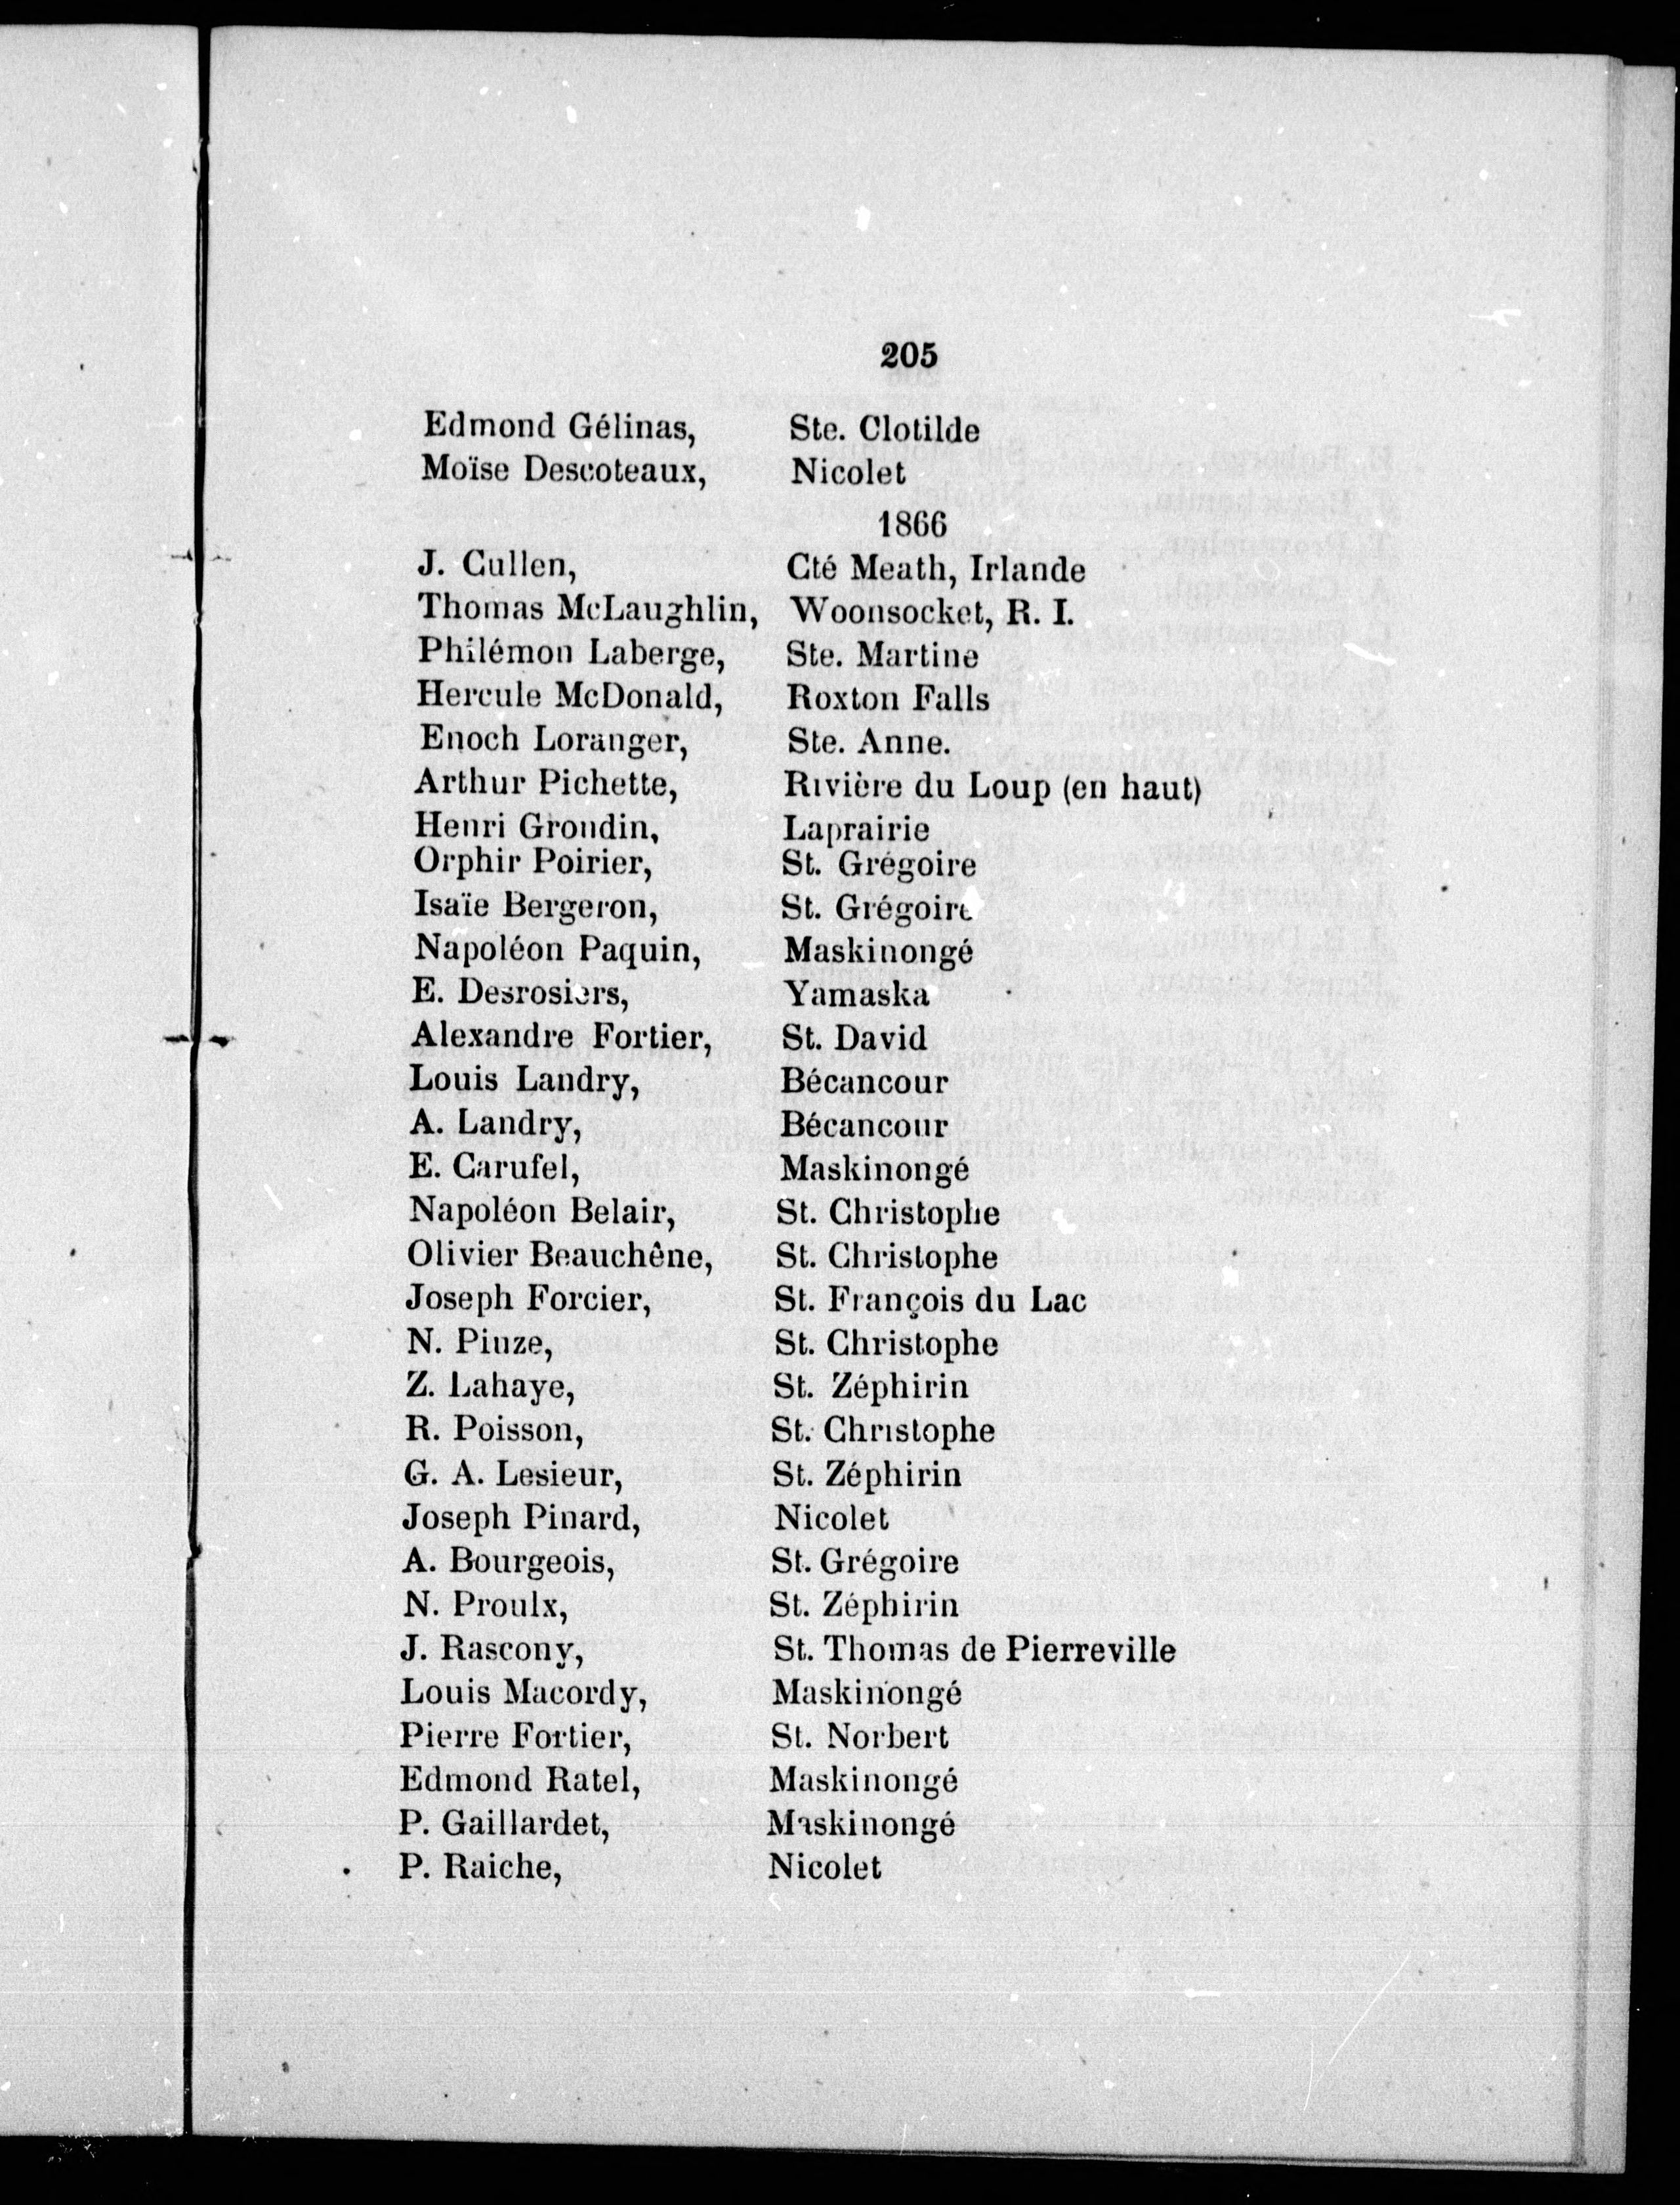 205
Edmond Gélinas, Ste. Clotilde
Moïse Descoteaux, Nicolet
1866
J. Cullen, Cté Meath, Irlande
Thomas McLaughlin, Woonsocket, R. I.
Philémon Laberge, Ste. Martine
Hercule McDonald, Roxton Falls
Enoch Loranger, Ste. Anne.
Arthur Pichette, Rivière du Loup (en haut)
Henri Grondin, Laprairie
Orphir Poirier, St. Grégoire
Isaïe Bergeron, St. Grégoire
Napoléon Paquin, Maskinongé
E. Desrosiers, Yamaska
Alexandre Fortier, St. David
Louis Landry, Bécancour
A. Landry, Bécancour
E. Carufel, Maskinongé
Napoléon Belair, St. Christophe
Olivier Beauchêne, St. Christophe
Joseph Forcier, St. François du Lac
N. Pinze, St. Christophe
Z. Lahaye, St. Zéphirin
R. Poisson, St. Christophe
G. A. Lesieur, St. Zéphirin
Joseph Pinard, Nicolet
A. Bourgeois, St. Grégoire
N. Proulx, St. Zéphirin
J. Rascony, St. Thomas de Pierreville
Louis Macordy, Maskinongé
Pierre Fortier, St. Norbert
Edmond Ratel, Maskinongé
P. Gaillardet, Maskinongé
P. Raiche, Nicolet